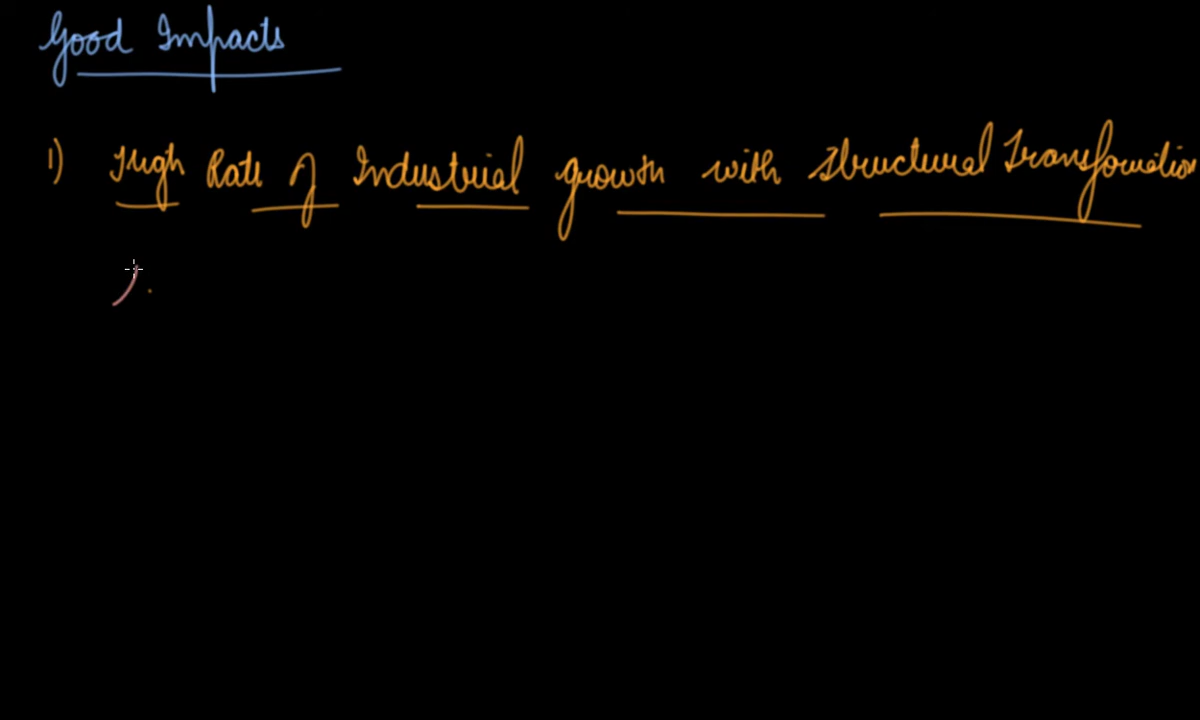 Good Impacts
1) High Rate of Industrial growth with Structural Transformation